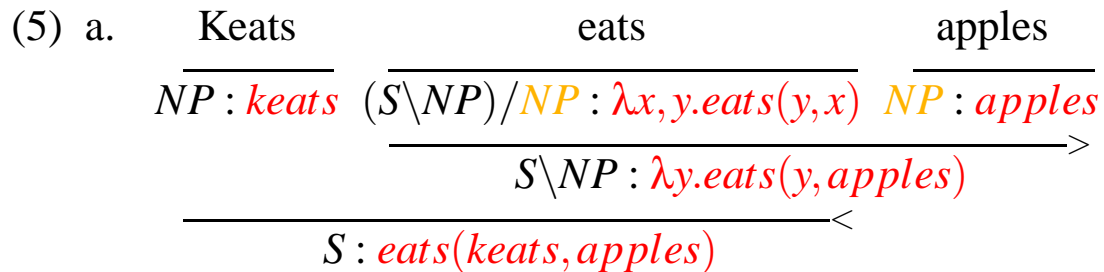 (5) a. Keats eats apples
NP : keats (S\NP)/NP : λx,y.eats(y,x) NP : apples
>
S\NP : λy.eats(y,apples)
<
S : eats(keats,apples)